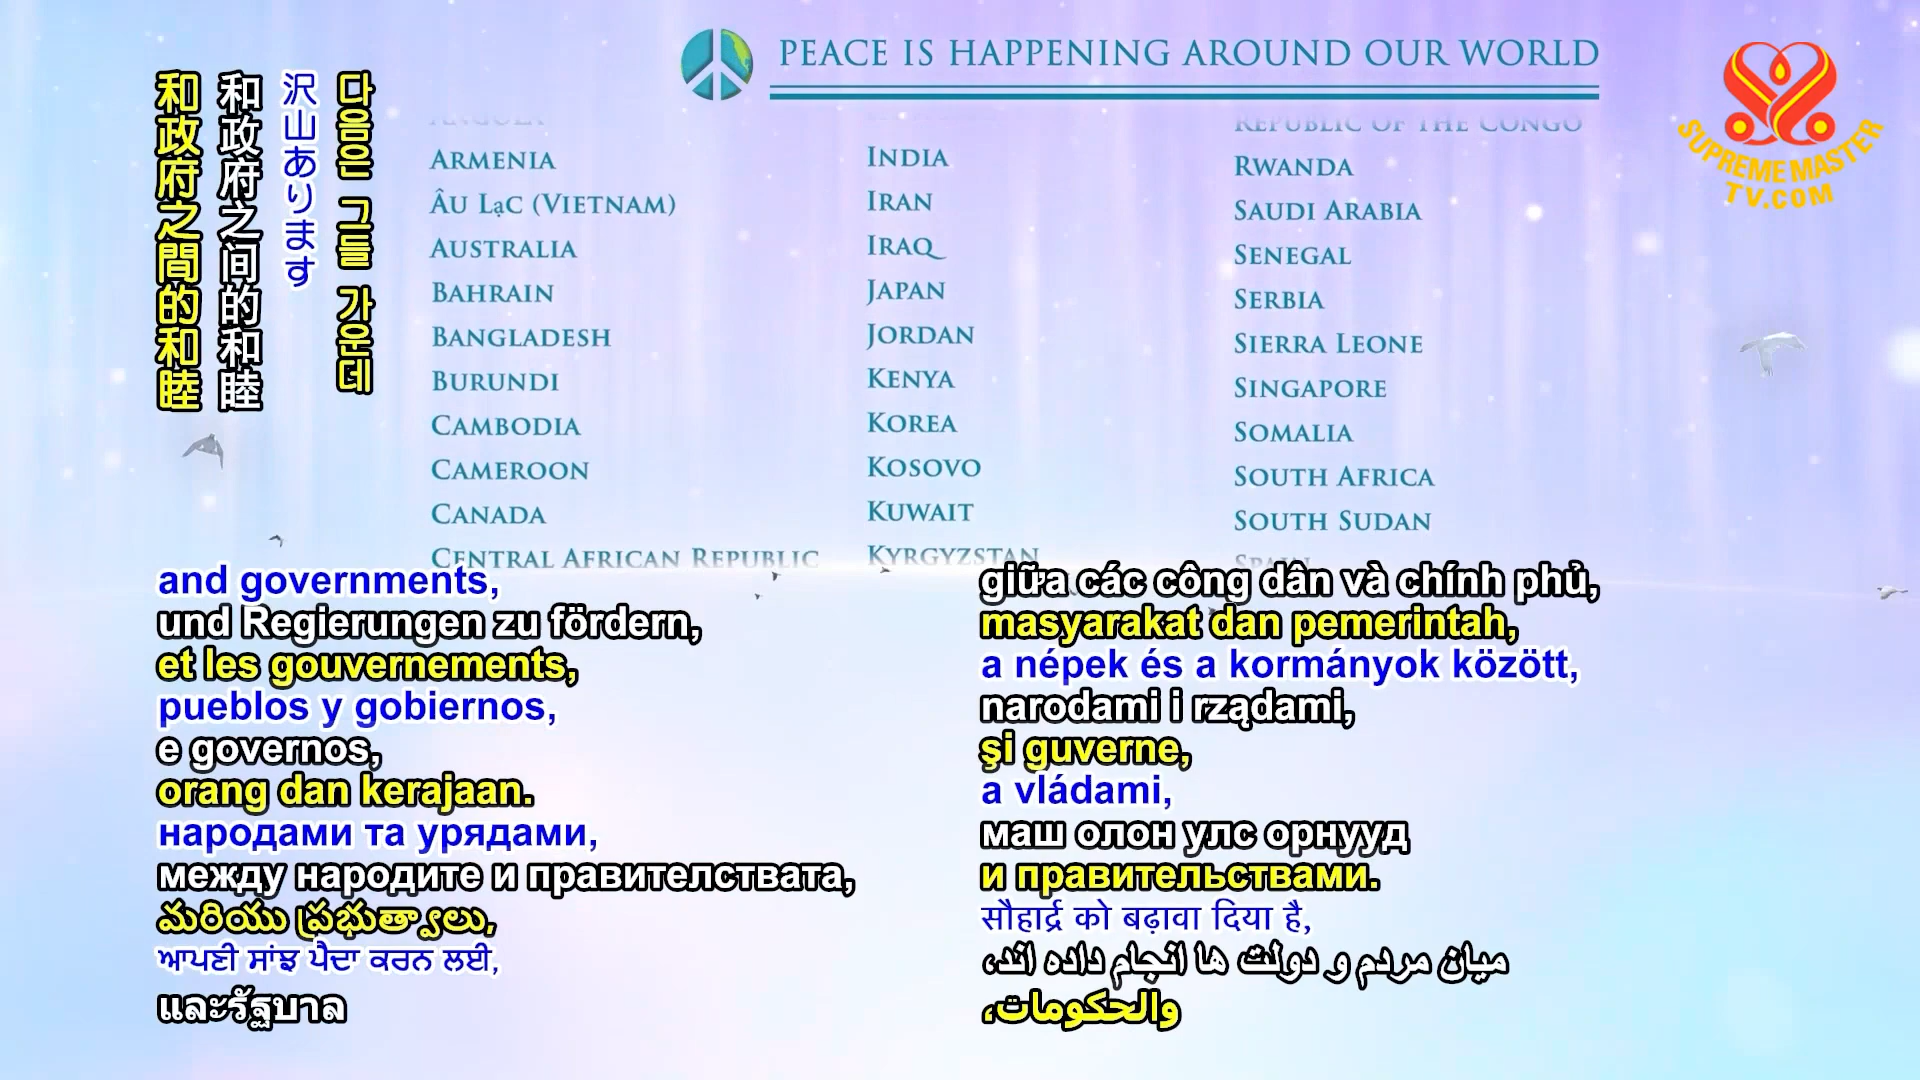 PEACE IS HAPPENING AROUND OUR WORLD
SUPREME MASTER
TV.COM
和政府之間的和睦
和政府之间的和睦
沢山あります
다음은 그들 가운데
ANGOLA
ARMENIA
ÂU LẠC (VIETNAM)
AUSTRALIA
BAHRAIN
BANGLADESH
BURUNDI
CAMBODIA
CAMEROON
CANADA
CENTRAL AFRICAN REPUBLIC
INDIA
IRAN
IRAQ
JAPAN
JORDAN
KENYA
KOREA
KOSOVO
KUWAIT
KYRGYZSTAN
REPUBLIC OF THE CONGO
RWANDA
SAUDI ARABIA
SENEGAL
SERBIA
SIERRA LEONE
SINGAPORE
SOMALIA
SOUTH AFRICA
SOUTH SUDAN
SPAIN
and governments,
und Regierungen zu fördern,
et les gouvernements,
pueblos y gobiernos,
e governos,
orang dan kerajaan.
народами та урядами,
между народите и правителствата,
మరియు ప్రభుత్వాలు,
ਆਪਣੀ ਸਾਂਝ ਪੈਦਾ ਕਰਨ ਲਈ,
และรัฐบาล
giữa các công dân và chính phủ,
masyarakat dan pemerintah,
a népek és a kormányok között,
narodami i rządami,
şi guverne,
a vládami,
маш олон улс орнууд
и правительствами.
सौहार्द्र को बढ़ावा दिया है,
میان مردم و دولت ها انجام داده اند،
والحكومات،